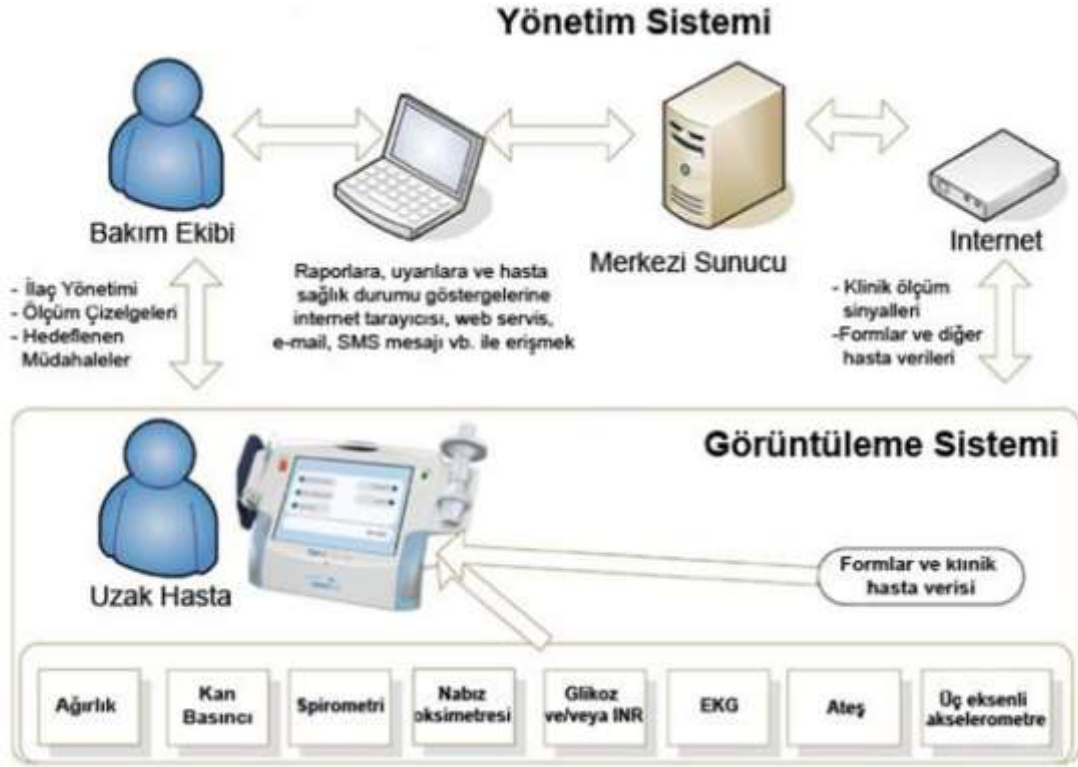 Yönetim Sistemi
Bakım Ekibi
- İlaç Yönetimi
- Ölçüm Çizelgeleri
- Hedeflenen
Müdahaleler
Raporlara, uyarılara ve hasta
sağlık durumu göstergelerine
internet tarayıcısı, web servis,
e-mail, SMS mesajı vb. ile erişmek
Merkezi Sunucu
Internet
- Klinik ölçüm
sinyalleri
-Formlar ve diğer
hasta verileri
Görüntüleme Sistemi
Uzak Hasta
Formlar ve klinik
hasta verisi
Ağırlık
Kan
Basıncı
Spirometri
Nabız
oksimetresi
Glikoz
ve/veya INR
EKG
Ateş
Üç eksenli
akselerometre